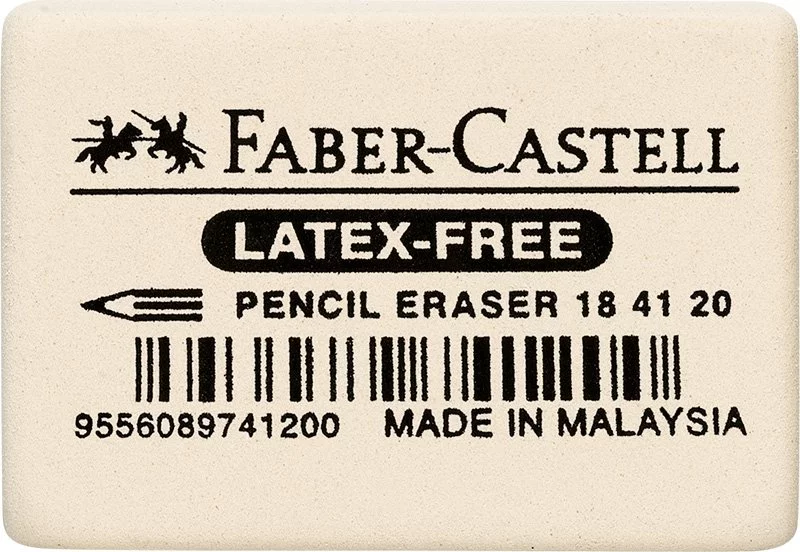 FABER-CASTELL
LATEX-FREE
PENCIL ERASER 18 41 20
9556089741200 MADE IN MALAYSIA